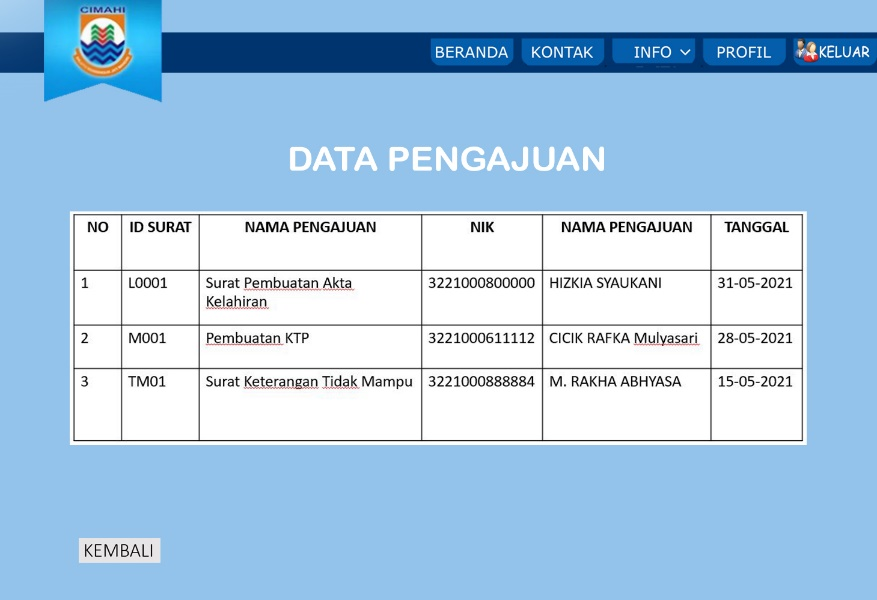 CIMAHI
BERANDA KONTAK INFO PROFIL KELUAR
DATA PENGAJUAN
NO ID SURAT NAMA PENGAJUAN NIK NAMA PENGAJUAN TANGGAL
1 L0001 Surat Pembuatan Akta 3221000800000 HIZKIA SYAUKANI 31-05-2021
Kelahiran
2 M001 Pembuatan KTP 3221000611112 CICIK RAFKA Mulyasari 28-05-2021
3 TM01 Surat Keterangan Tidak Mampu 3221000888884 M. RAKHA ABHYASA 15-05-2021
KEMBALI